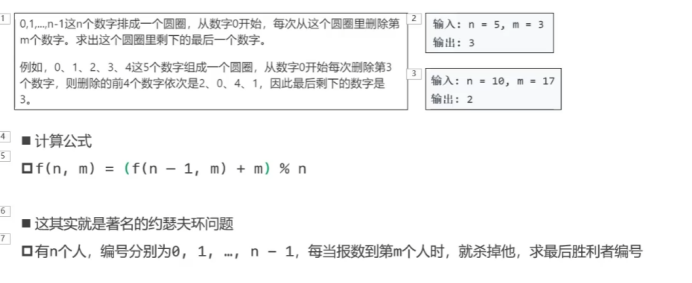 1
0,1,...,n-1这n个数字排成一个圆圈，从数字0开始，每次从这个圆圈里删除第
m个数字。求出这个圆圈里剩下的最后一个数字。
例如，0、1、2、3、4这5个数字组成一个圆圈，从数字0开始每次删除第3
个数字，则删除的前4个数字依次是2、0、4、1，因此最后剩下的数字是
3。
2
输入: n = 5, m = 3
输出: 3
3
输入: n = 10, m = 17
输出: 2
4
■ 计算公式
5
f(n, m) = (f(n – 1, m) + m) % n
6
■ 这其实就是著名的约瑟夫环问题
7
有n个人，编号分别为0, 1, …, n – 1，每当报数到第m个人时，就杀掉他，求最后胜利者编号